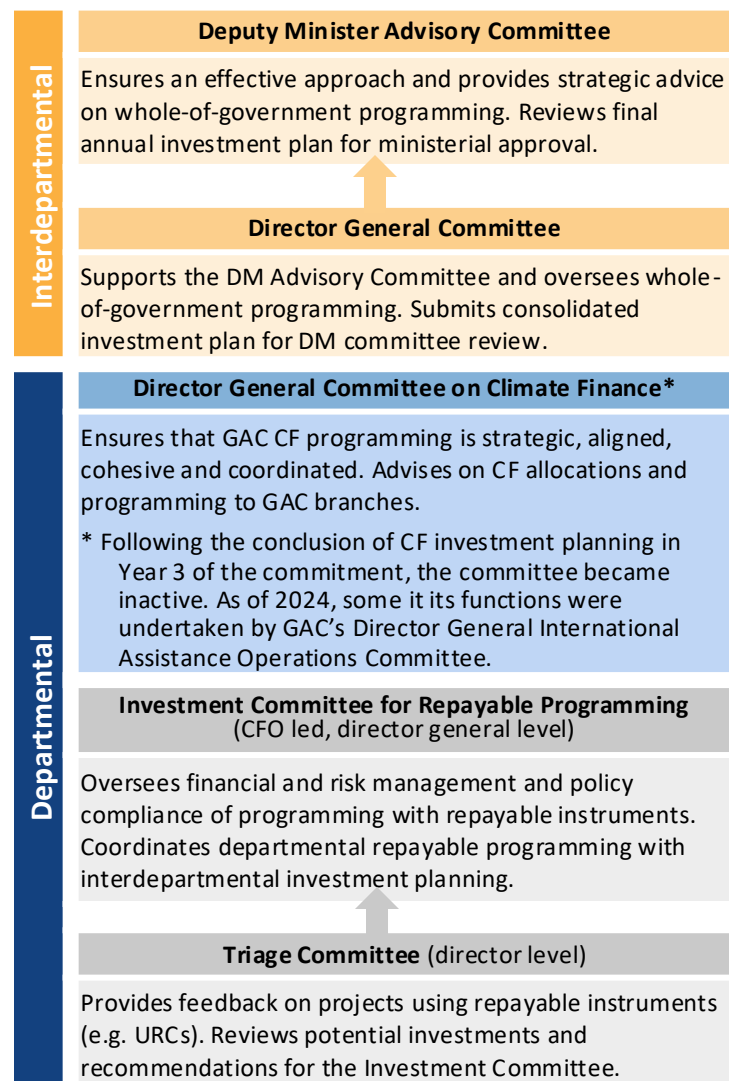 Interdepartmental
Deputy Minister Advisory Committee
Ensures an effective approach and provides strategic advice
on whole-of-government programming. Reviews final
annual investment plan for ministerial approval.
Director General Committee
Supports the DM Advisory Committee and oversees whole-
of-government programming. Submits consolidated
investment plan for DM committee review.
Departmental
Director General Committee on Climate Finance*
Ensures that GAC CF programming is strategic, aligned,
cohesive and coordinated. Advises on CF allocations and
programming to GAC branches.
* Following the conclusion of CF investment planning in
Year 3 of the commitment, the committee became
inactive. As of 2024, some it its functions were
undertaken by GAC's Director General International
Assistance Operations Committee.
Investment Committee for Repayable Programming
(CFO led, director general level)
Oversees financial and risk management and policy
compliance of programming with repayable instruments.
Coordinates departmental repayable programming with
interdepartmental investment planning.
Triage Committee (director level)
Provides feedback on projects using repayable instruments
(e.g. URCs). Reviews potential investments and
recommendations for the Investment Committee.